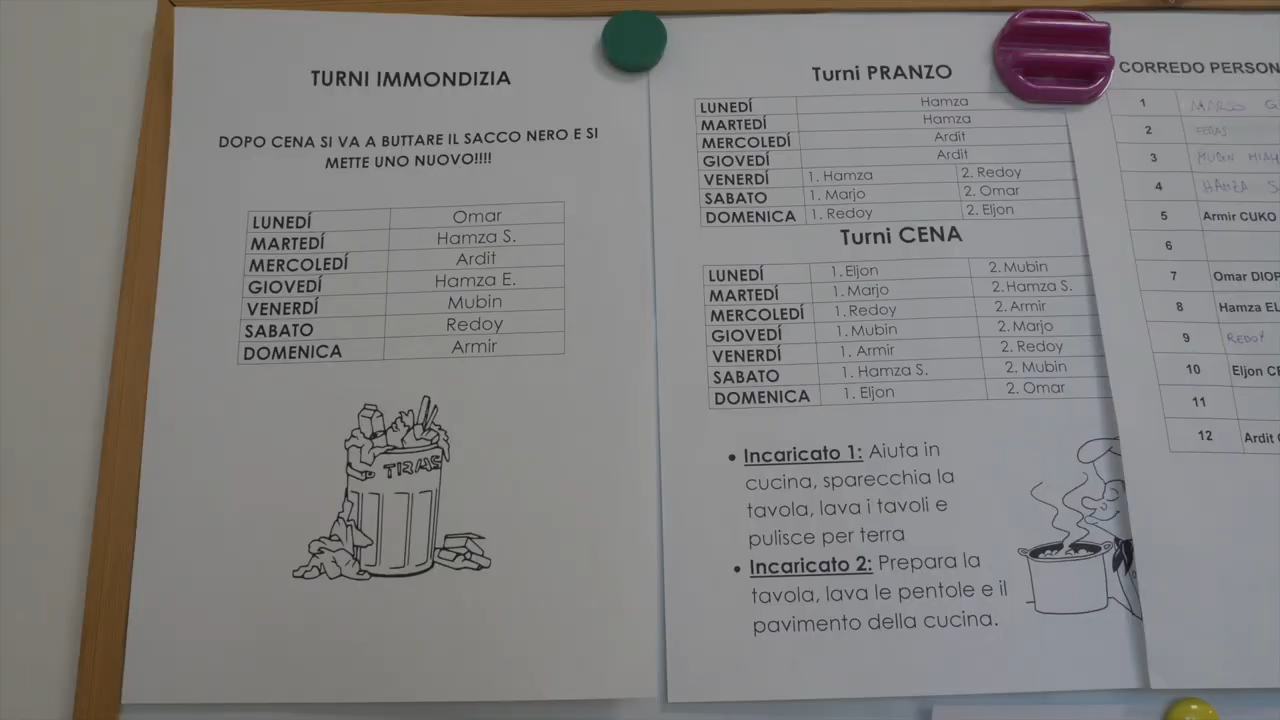 TURNI IMMONDIZIA
DOPO CENA SI VA A BUTTARE IL SACCO NERO E SI
METTE UNO NUOVO!!!!
LUNEDÍ Omar
MARTEDÍ Hamza S.
MERCOLEDÍ Ardit
GIOVEDÍ Hamza E.
VENERDÍ Mubin
SABATO Redoy
DOMENICA Armir
Turni PRANZO
LUNEDÍ Hamza
MARTEDÍ Hamza
MERCOLEDÍ Ardit
GIOVEDÍ Ardit
VENERDÍ 1. Hamza 2. Redoy
SABATO 1. Marjo 2. Omar
DOMENICA 1. Redoy 2. Eljon
Turni CENA
LUNEDÍ 1. Eljon 2. Mubin
MARTEDÍ 1. Marjo 2. Hamza S.
MERCOLEDÍ 1. Redoy 2. Armir
GIOVEDÍ 1. Mubin 2. Marjo
VENERDÍ 1. Armir 2. Redoy
SABATO 1. Hamza S. 2. Mubin
DOMENICA 1. Eljon 2. Omar
• Incaricato 1: Aiuta in
cucina, sparecchia la
tavola, lava i tavoli e
pulisce per terra
• Incaricato 2: Prepara la
tavola, lava le pentole e il
pavimento della cucina.
CORREDO PERSON
1
2
3 MUBIN
4 HAMZA S
5 Armir CUKO
6
7 Omar DIOP
8 Hamza EL
9 REDOY
10 Eljon
11
12 Ardit